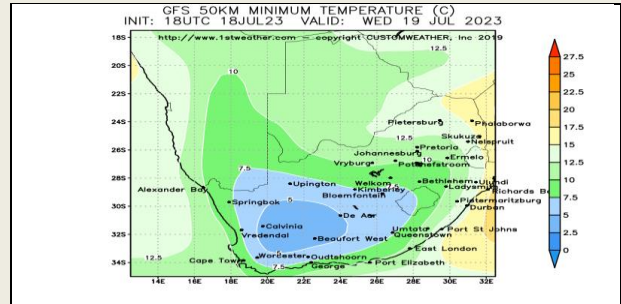 GFS 50KM MINIMUM TEMPERATURE (C)
INIT: 18UTC 18JUL23 VALID: WED 19 JUL 2023
http://www.1stweather.com copyright CUSTOMWEATHER, Inc 2019
18S
20S
22S
24S
26S
28S
30S
32S
34S
12.5
10
12.5
7.5
10
5
7.5
12.5
Pietersburg
Phalaborwa
Skukuza
Nelspruit
Pretoria
Johannesburg
Ermelo
Vryburg
Potchefstroom
Welkom
Bethlehem
Ulundi
Kimberley
Ladysmith
Richards B
Alexander Bay
Upington
Bloemfontein
Springbok
Pietermaritzburg
Durban
De Aar
Calvinia
Umtata
Port St Johns
Vredendal
Beaufort West
Queenstown
East London
Cape Town
Worcester
Oudtshoorn
George
Port Elizabeth
14E 16E 18E 20E 22E 24E 26E 28E 30E 32E
27.5
25
22.5
20
17.5
15
12.5
10
7.5
5
2.5
0